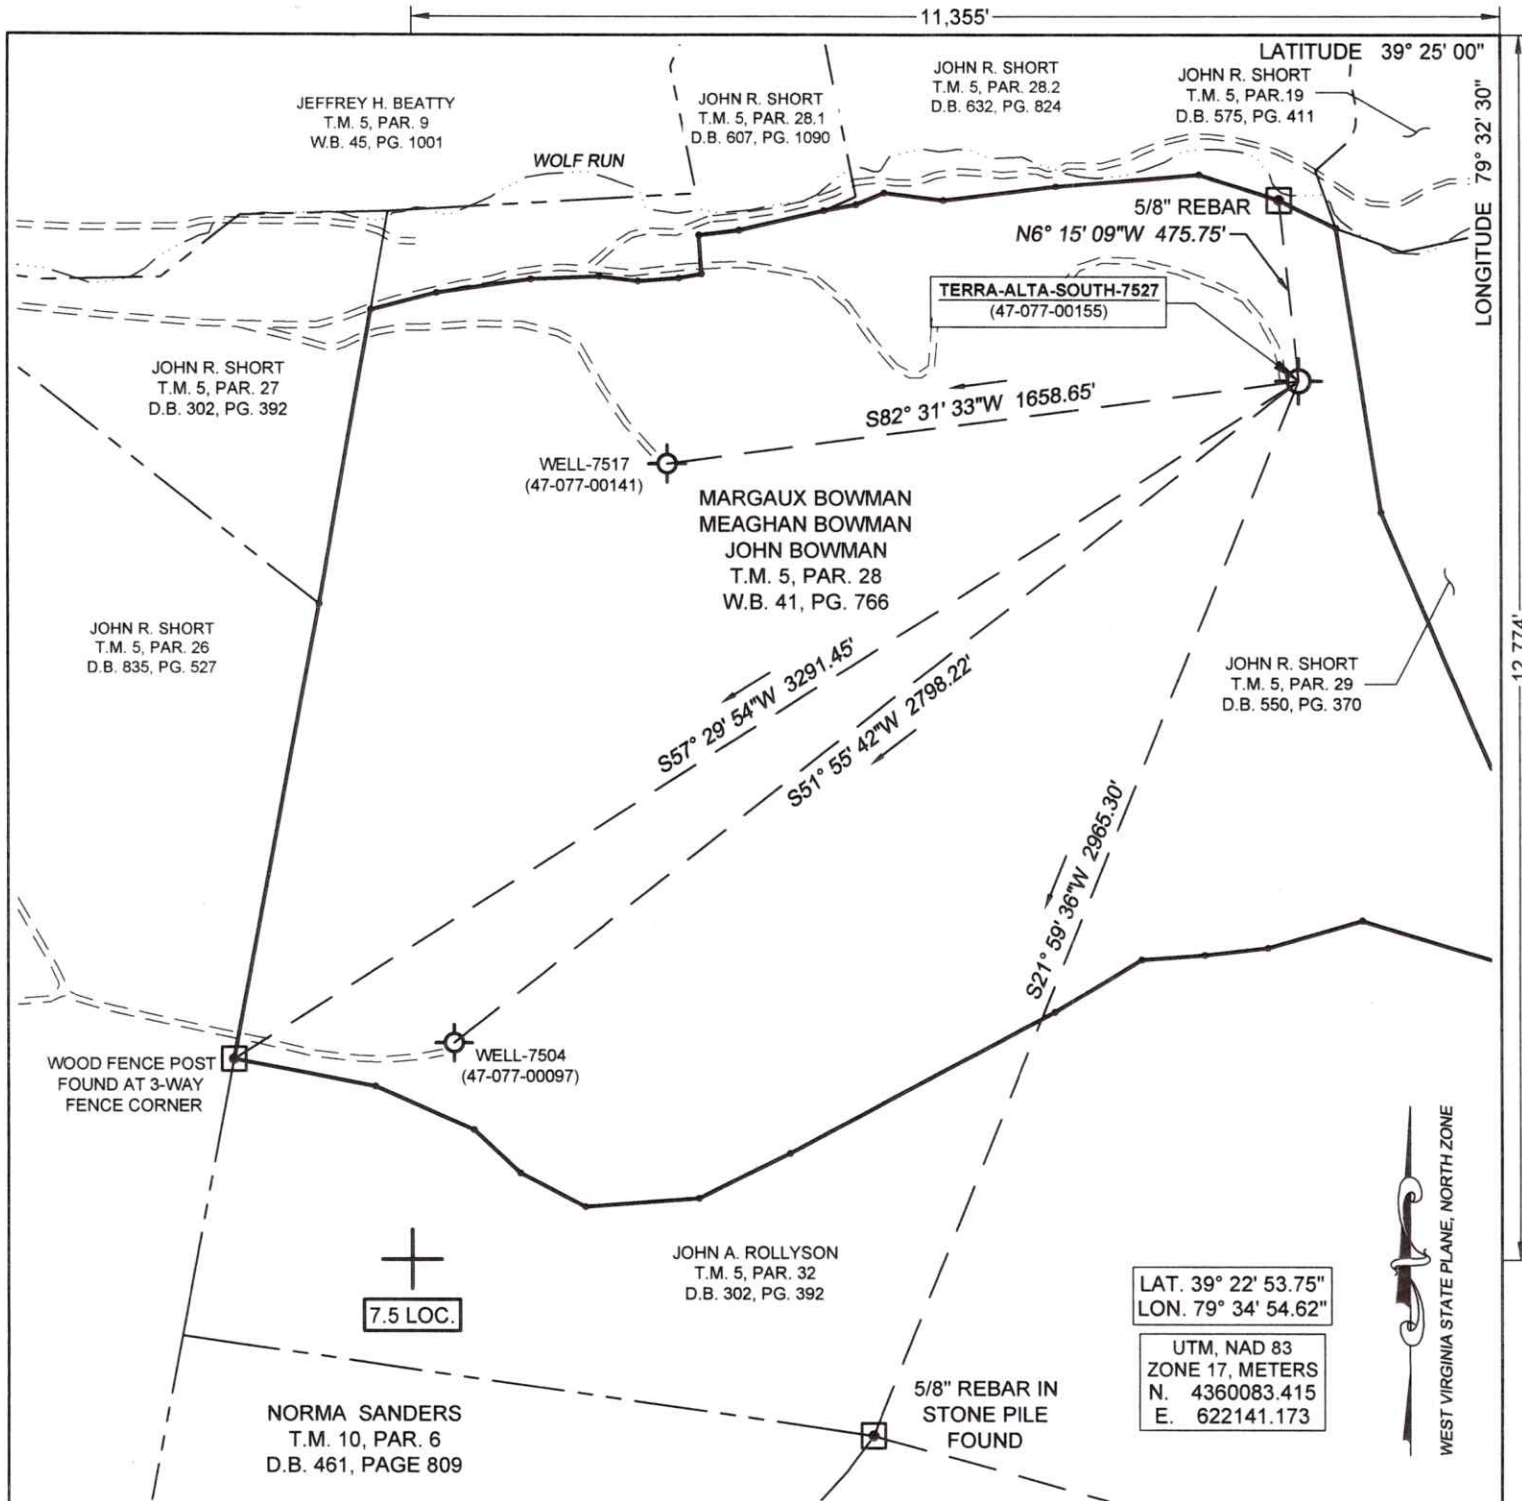 11,355'
LATITUDE 39° 25' 00"
LONGITUDE 79° 32' 30"
12,774'
JEFFREY H. BEATTY
T.M. 5, PAR. 9
W.B. 45, PG. 1001
JOHN R. SHORT
T.M. 5, PAR. 28.1
D.B. 607, PG. 1090
JOHN R. SHORT
T.M. 5, PAR. 28.2
D.B. 632, PG. 824
JOHN R. SHORT
T.M. 5, PAR.19
D.B. 575, PG. 411
WOLF RUN
5/8" REBAR
N6° 15' 09"W 475.75'
TERRA-ALTA-SOUTH-7527
(47-077-00155)
JOHN R. SHORT
T.M. 5, PAR. 27
D.B. 302, PG. 392
S82° 31' 33"W 1658.65'
WELL-7517
(47-077-00141)
MARGAUX BOWMAN
MEAGHAN BOWMAN
JOHN BOWMAN
T.M. 5, PAR. 28
W.B. 41, PG. 766
JOHN R. SHORT
T.M. 5, PAR. 26
D.B. 835, PG. 527
S57° 29' 54"W 3291.45'
S51° 55' 42"W 2798.22'
JOHN R. SHORT
T.M. 5, PAR. 29
D.B. 550, PG. 370
S21° 59' 36"W 2965.30'
WOOD FENCE POST
FOUND AT 3-WAY
FENCE CORNER
WELL-7504
(47-077-00097)
7.5 LOC.
JOHN A. ROLLYSON
T.M. 5, PAR. 32
D.B. 302, PG. 392
LAT. 39° 22' 53.75"
LON. 79° 34' 54.62"
UTM, NAD 83
ZONE 17, METERS
N. 4360083.415
E. 622141.173
WEST VIRGINIA STATE PLANE, NORTH ZONE
NORMA SANDERS
T.M. 10, PAR. 6
D.B. 461, PAGE 809
5/8" REBAR IN
STONE PILE
FOUND